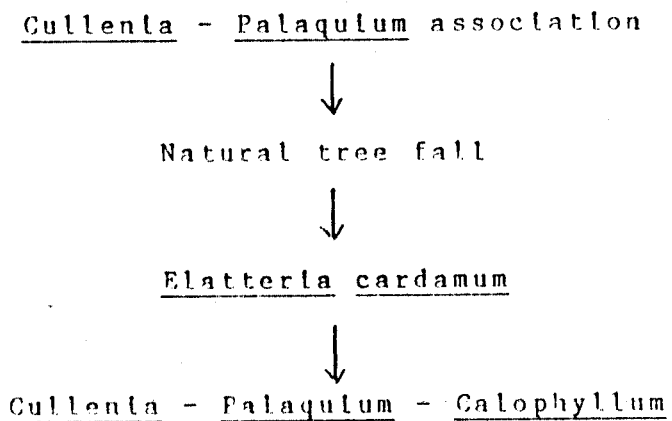 Cullenia - Palaquium association
Natural tree fall
Elatteria cardamum
Cullenia - Palaquium - Calophyllum